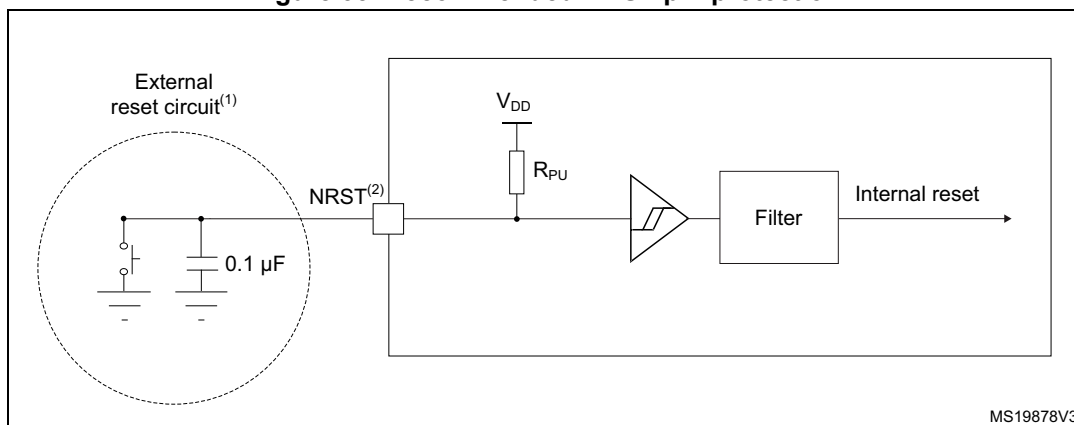 External
reset circuit(1)
VDD
RPU
NRST(2)
Filter
Internal reset
0.1 µF
MS19878V3